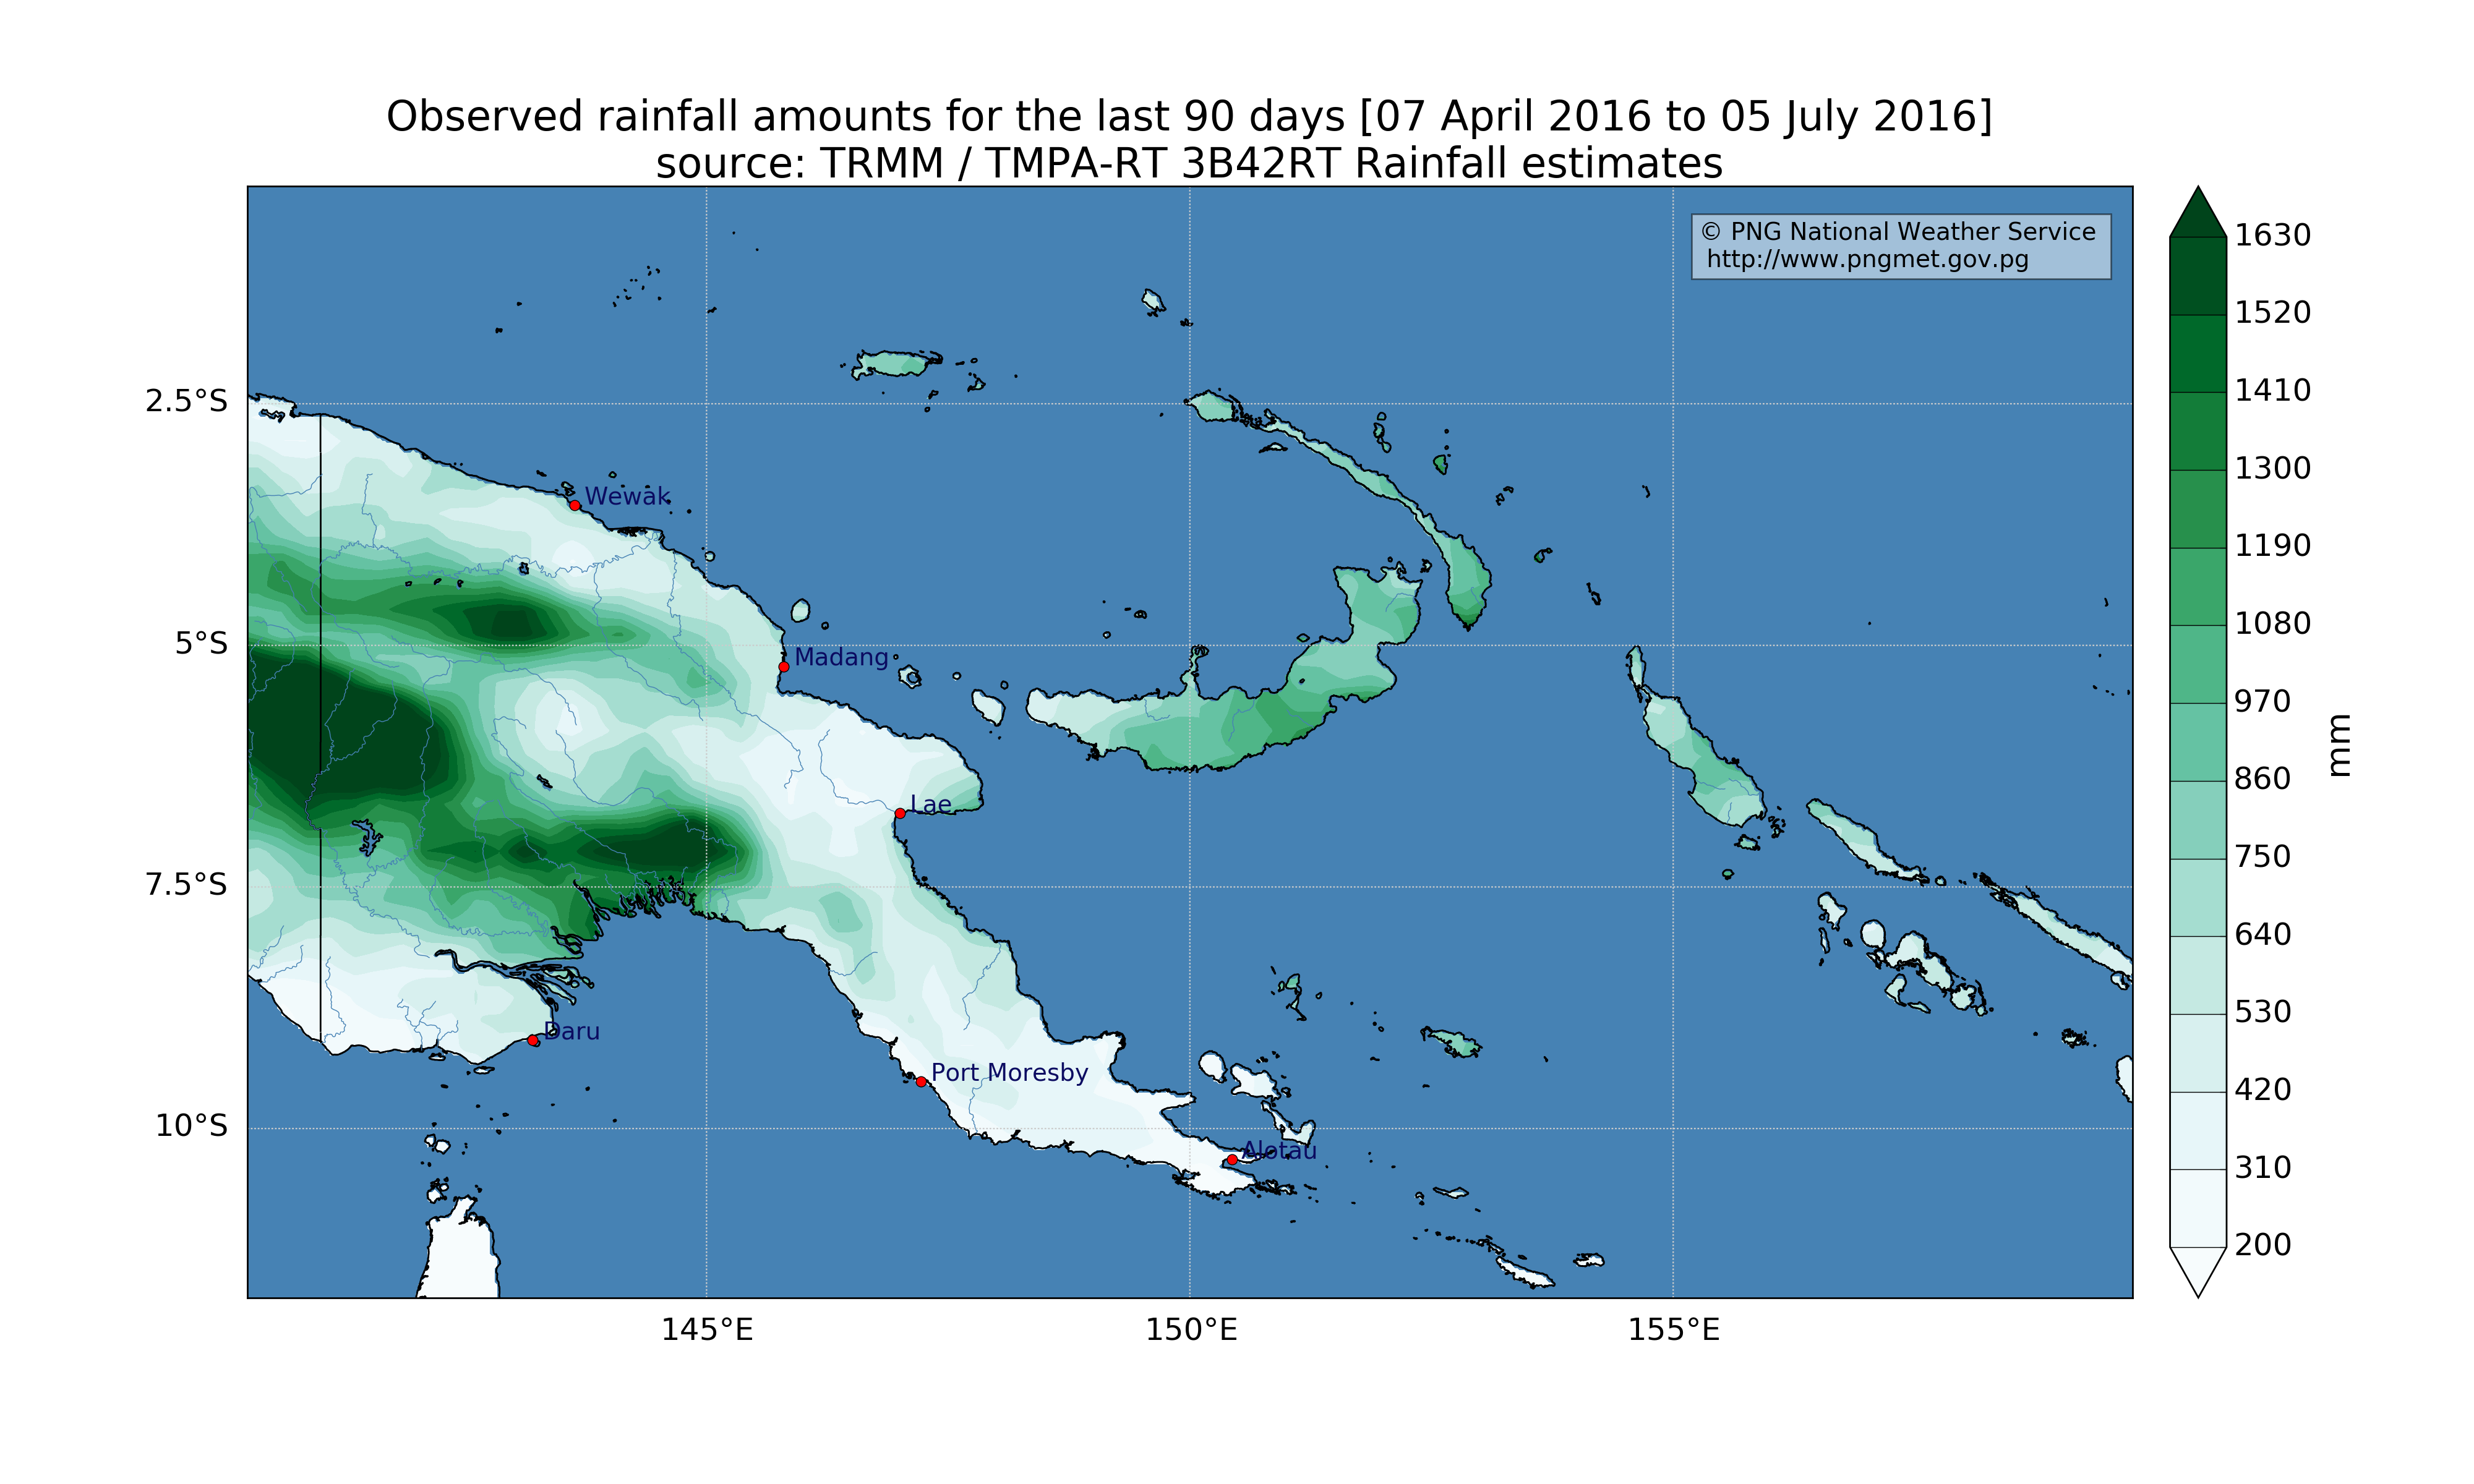 Observed rainfall amounts for the last 90 days [07 April 2016 to 05 July 2016]
source: TRMM / TMPA-RT 3B42RT Rainfall estimates
© PNG National Weather Service
http://www.pngmet.gov.pg
1630
1520
1410
1300
1190
1080
970
860
750
640
530
420
310
200
mm
2.5°S
5°S
7.5°S
10°S
Wewak
Madang
Lae
Daru
Port Moresby
Alotau
145°E
150°E
155°E